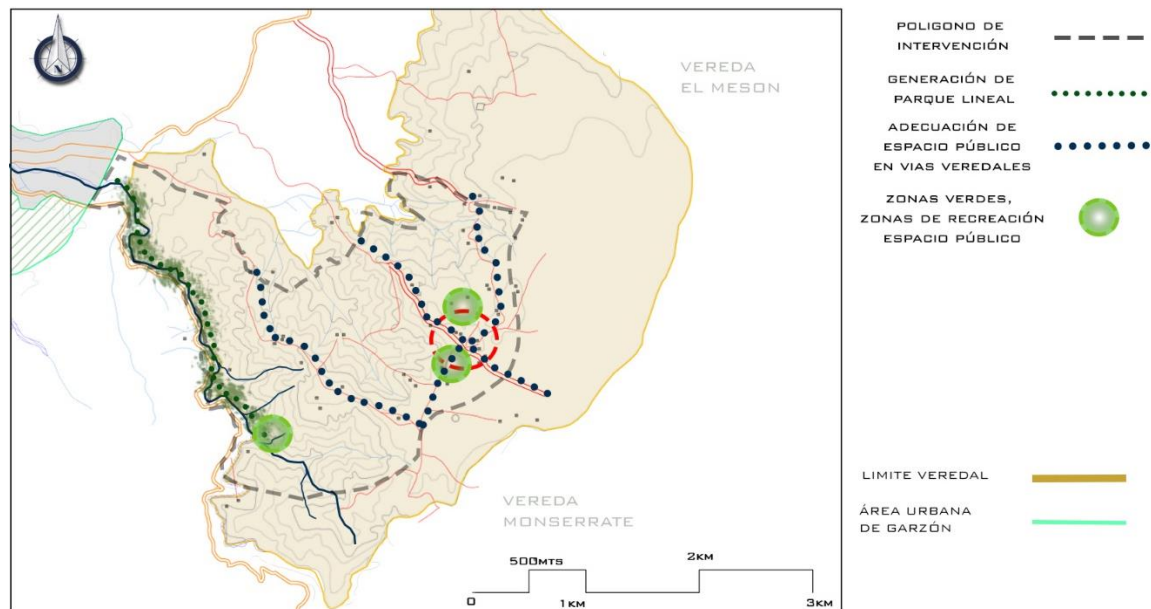 VEREDA
EL MESON
VEREDA
MONSERRATE
500MTS
2KM
0
1KM
3KM
POLIGONO DE
INTERVENCIÓN
GENERACIÓN DE
PARQUE LINEAL
ADECUACIÓN DE
ESPACIO PÚBLICO
EN VIAS VEREDALES
ZONAS VERDES,
ZONAS DE RECREACIÓN
ESPACIO PÚBLICO
LIMITE VEREDAL
ÁREA URBANA
DE GARZÓN